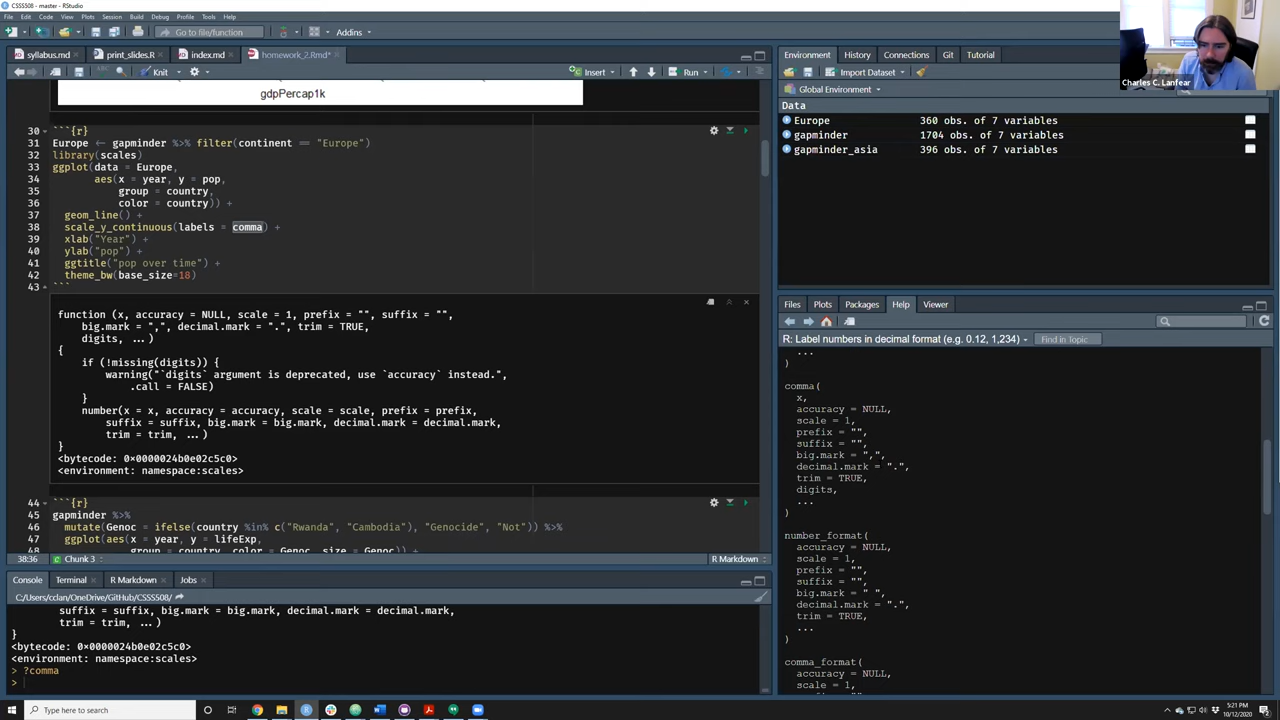 CSSS508 - master - RStudio
File Edit Code View Plots Session Build Debug Profile Tools Help
Go to file/function Addins
syllabus.md print_slides.R index.md homework_2.Rmd*
Knit Insert Run
gdpPercap1k
30 ```{r}
31 Europe ← gapminder %>% filter(continent == "Europe")
32 library(scales)
33 ggplot(data = Europe,
34 aes(x = year, y = pop,
35 group = country,
36 color = country)) +
37 geom_line() +
38 scale_y_continuous(labels = comma) +
39 xlab("Year") +
40 ylab("pop") +
41 ggtitle("pop over time") +
42 theme_bw(base_size=18)
43 ```
function (x, accuracy = NULL, scale = 1, prefix = "", suffix = "",
big.mark = ",", decimal.mark = ".", trim = TRUE,
digits, ...)
{
if (!missing(digits)) {
warning("`digits` argument is deprecated, use `accuracy` instead.",
.call = FALSE)
}
number(x = x, accuracy = accuracy, scale = scale, prefix = prefix,
suffix = suffix, big.mark = big.mark, decimal.mark = decimal.mark,
trim = trim, ...)
}
<bytecode: 0x0000024b0e02c5c0>
<environment: namespace:scales>
44 ```{r}
45 gapminder %>%
46 mutate(Genoc = ifelse(country %in% c("Rwanda", "Cambodia"), "Genocide", "Not")) %>%
47 ggplot(aes(x = year, y = lifeExp,
48 group = country, color = Genoc, size = Genoc)) +
38:36 Chunk 3 R Markdown
Console Terminal R Markdown Jobs
C:/Users/cclan/OneDrive/GitHub/CSSS508/
suffix = suffix, big.mark = big.mark, decimal.mark = decimal.mark,
trim = trim, ...)
}
<bytecode: 0x0000024b0e02c5c0>
<environment: namespace:scales>
> ?comma
>
Environment History Connections Git Tutorial
Import Dataset
Global Environment
Data
Europe 360 obs. of 7 variables
gapminder 1704 obs. of 7 variables
gapminder_asia 396 obs. of 7 variables
Charles C. Lanfear
Files Plots Packages Help Viewer
R: Label numbers in decimal format (e.g. 0.12, 1,234) Find in Topic
...
)
comma(
x,
accuracy = NULL,
scale = 1,
prefix = "",
suffix = "",
big.mark = ",",
decimal.mark = ".",
trim = TRUE,
digits,
...
)
number_format(
accuracy = NULL,
scale = 1,
prefix = "",
suffix = "",
big.mark = " ",
decimal.mark = ".",
trim = TRUE,
...
)
comma_format(
accuracy = NULL,
scale = 1,
Type here to search
5:21 PM
10/12/2020